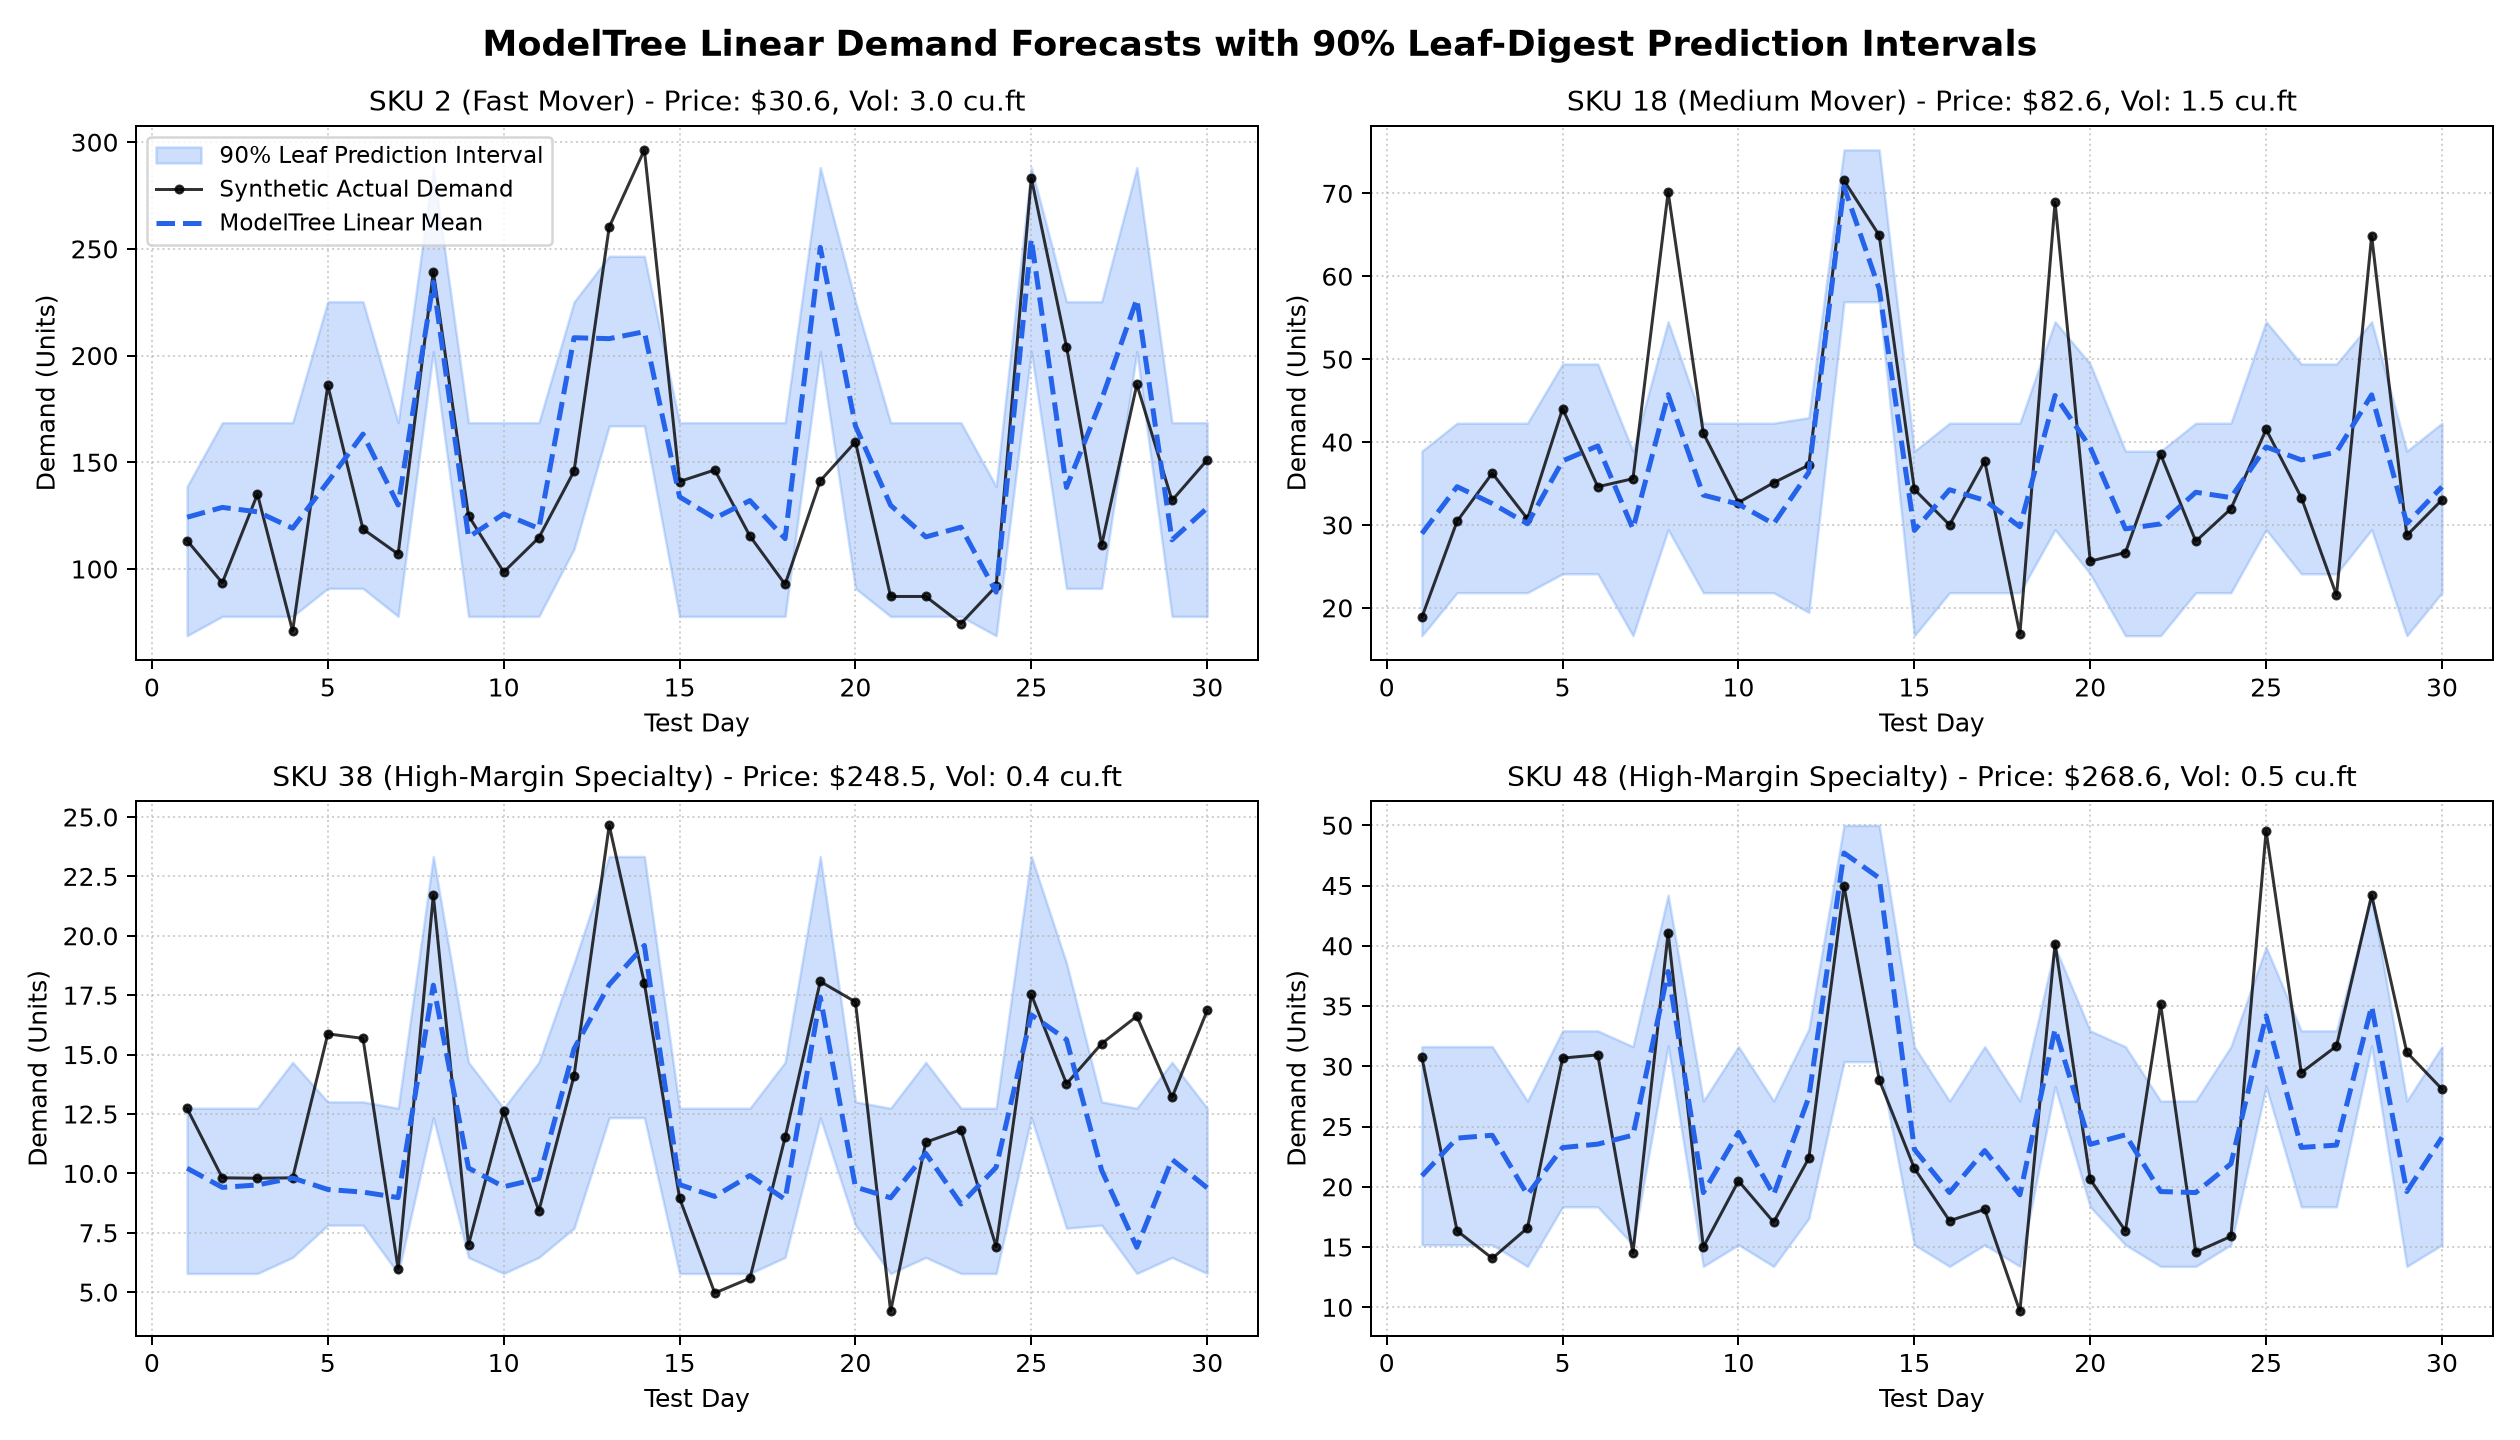 ModelTree Linear Demand Forecasts with 90% Leaf-Digest Prediction Intervals
SKU 2 (Fast Mover) - Price: $30.6, Vol: 3.0 cu.ft
300
250
200
150
100
Demand (Units)
90% Leaf Prediction Interval
Synthetic Actual Demand
ModelTree Linear Mean
0 5 10 15 20 25 30
Test Day
SKU 18 (Medium Mover) - Price: $82.6, Vol: 1.5 cu.ft
70
60
50
40
30
20
Demand (Units)
0 5 10 15 20 25 30
Test Day
SKU 38 (High-Margin Specialty) - Price: $248.5, Vol: 0.4 cu.ft
25.0
22.5
20.0
17.5
15.0
12.5
10.0
7.5
5.0
Demand (Units)
0 5 10 15 20 25 30
Test Day
SKU 48 (High-Margin Specialty) - Price: $268.6, Vol: 0.5 cu.ft
50
45
40
35
30
25
20
15
10
Demand (Units)
0 5 10 15 20 25 30
Test Day